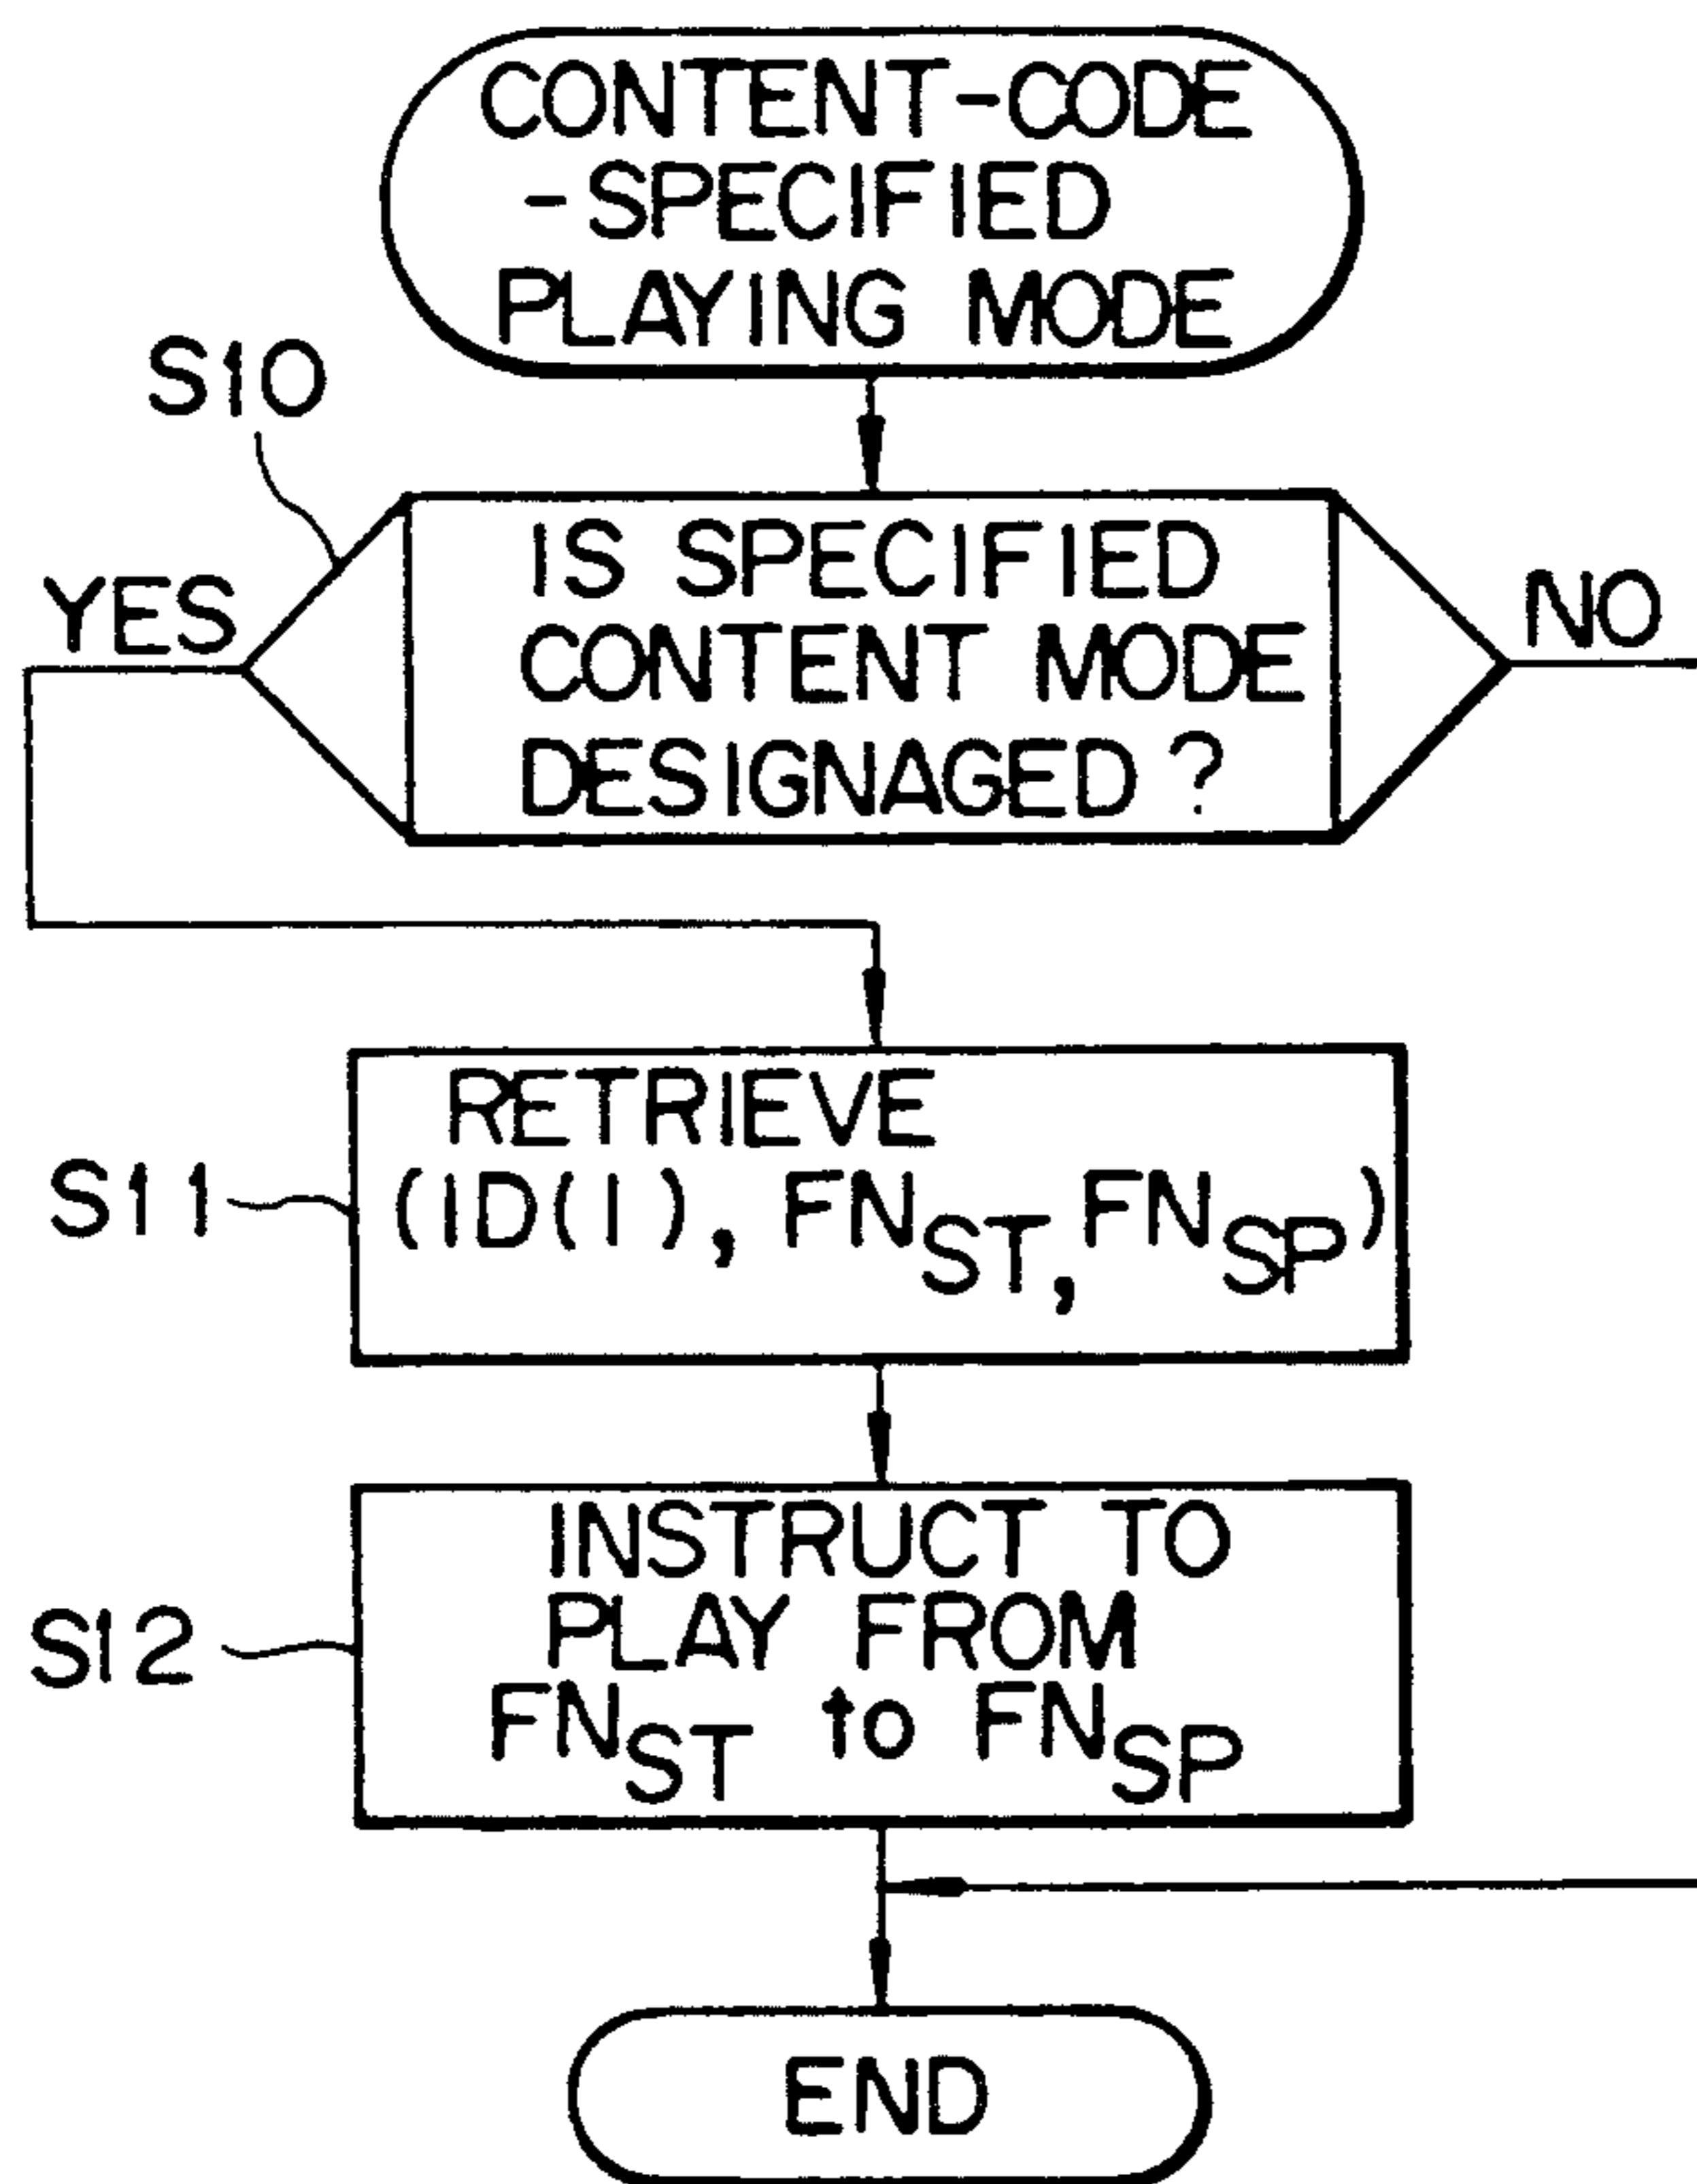 CONTENT-CODE
-SPECIFIED
PLAYING MODE
S10
YES
IS SPECIFIED
CONTENT MODE
DESIGNAGED ?
NO
RETRIEVE
S11
(ID(I), FNST, FNSP)
INSTRUCT TO
PLAY FROM
S12
FNST to FNSP
END